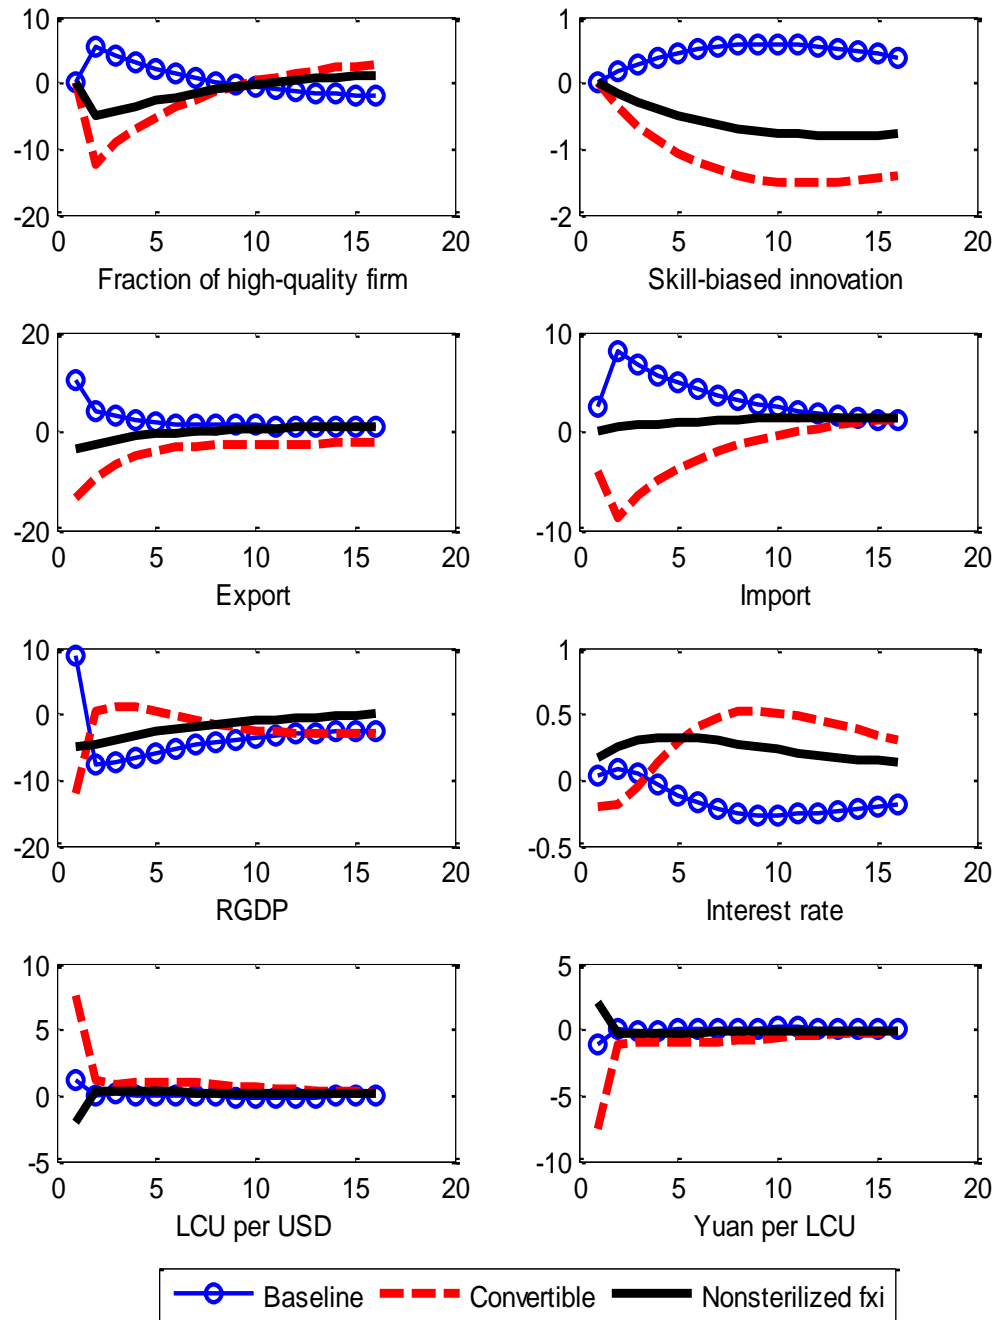 10
0
-10
-20
0 5 10 15 20
Fraction of high-quality firm
1
0
-1
-2
0 5 10 15 20
Skill-biased innovation
20
0
-20
0 5 10 15 20
Export
10
0
-10
0 5 10 15 20
Import
10
0
-10
-20
0 5 10 15 20
RGDP
1
0.5
0
-0.5
0 5 10 15 20
Interest rate
10
5
0
-5
0 5 10 15 20
LCU per USD
5
0
-5
-10
0 5 10 15 20
Yuan per LCU
Baseline Convertible Nonsterilized fxi